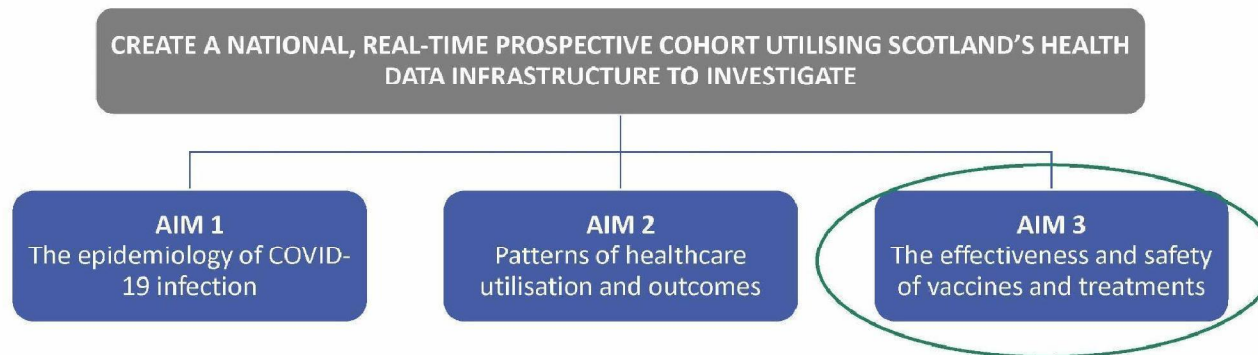 CREATE A NATIONAL, REAL-TIME PROSPECTIVE COHORT UTILISING SCOTLAND'S HEALTH
DATA INFRASTRUCTURE TO INVESTIGATE
AIM 1
The epidemiology of COVID-
19 infection
AIM 2
Patterns of healthcare
utilisation and outcomes
AIM 3
The effectiveness and safety
of vaccines and treatments